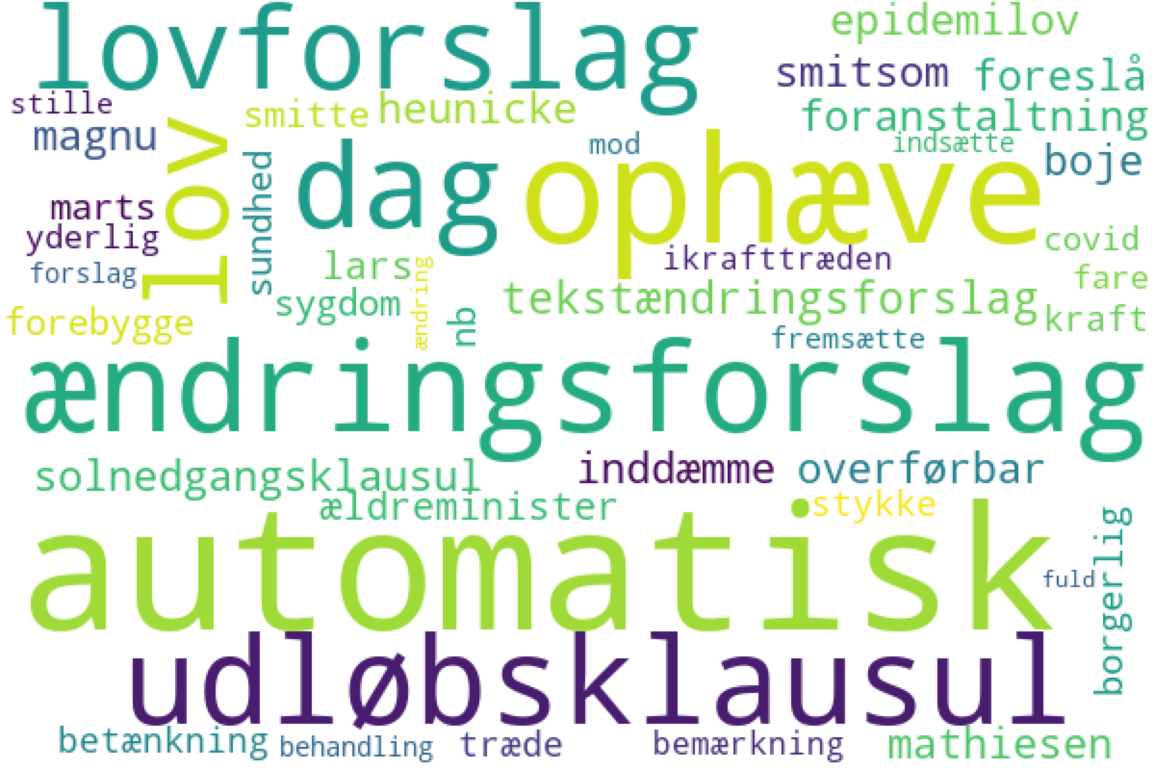 lovforslag
epidemilov
smitsom
foreslå
stille
smitte
heunicke
foranstaltning
magnu
lov
sundhed
dag
mod
ophæve
indsætte
boje
marts
yderlig
forslag
lars
ændring
ikrafttræden
covid
fare
forebygge
sygdom
nb
tekstændringsforslag
kraft
fremsætte
ændringsforslag
solnedgangsklausul
inddæmme
overførbar
ældreminister
stykke
automatisk
fuld
borgerlig
udløbsklausul
betænkning
behandling
træde
bemærkning
mathiesen